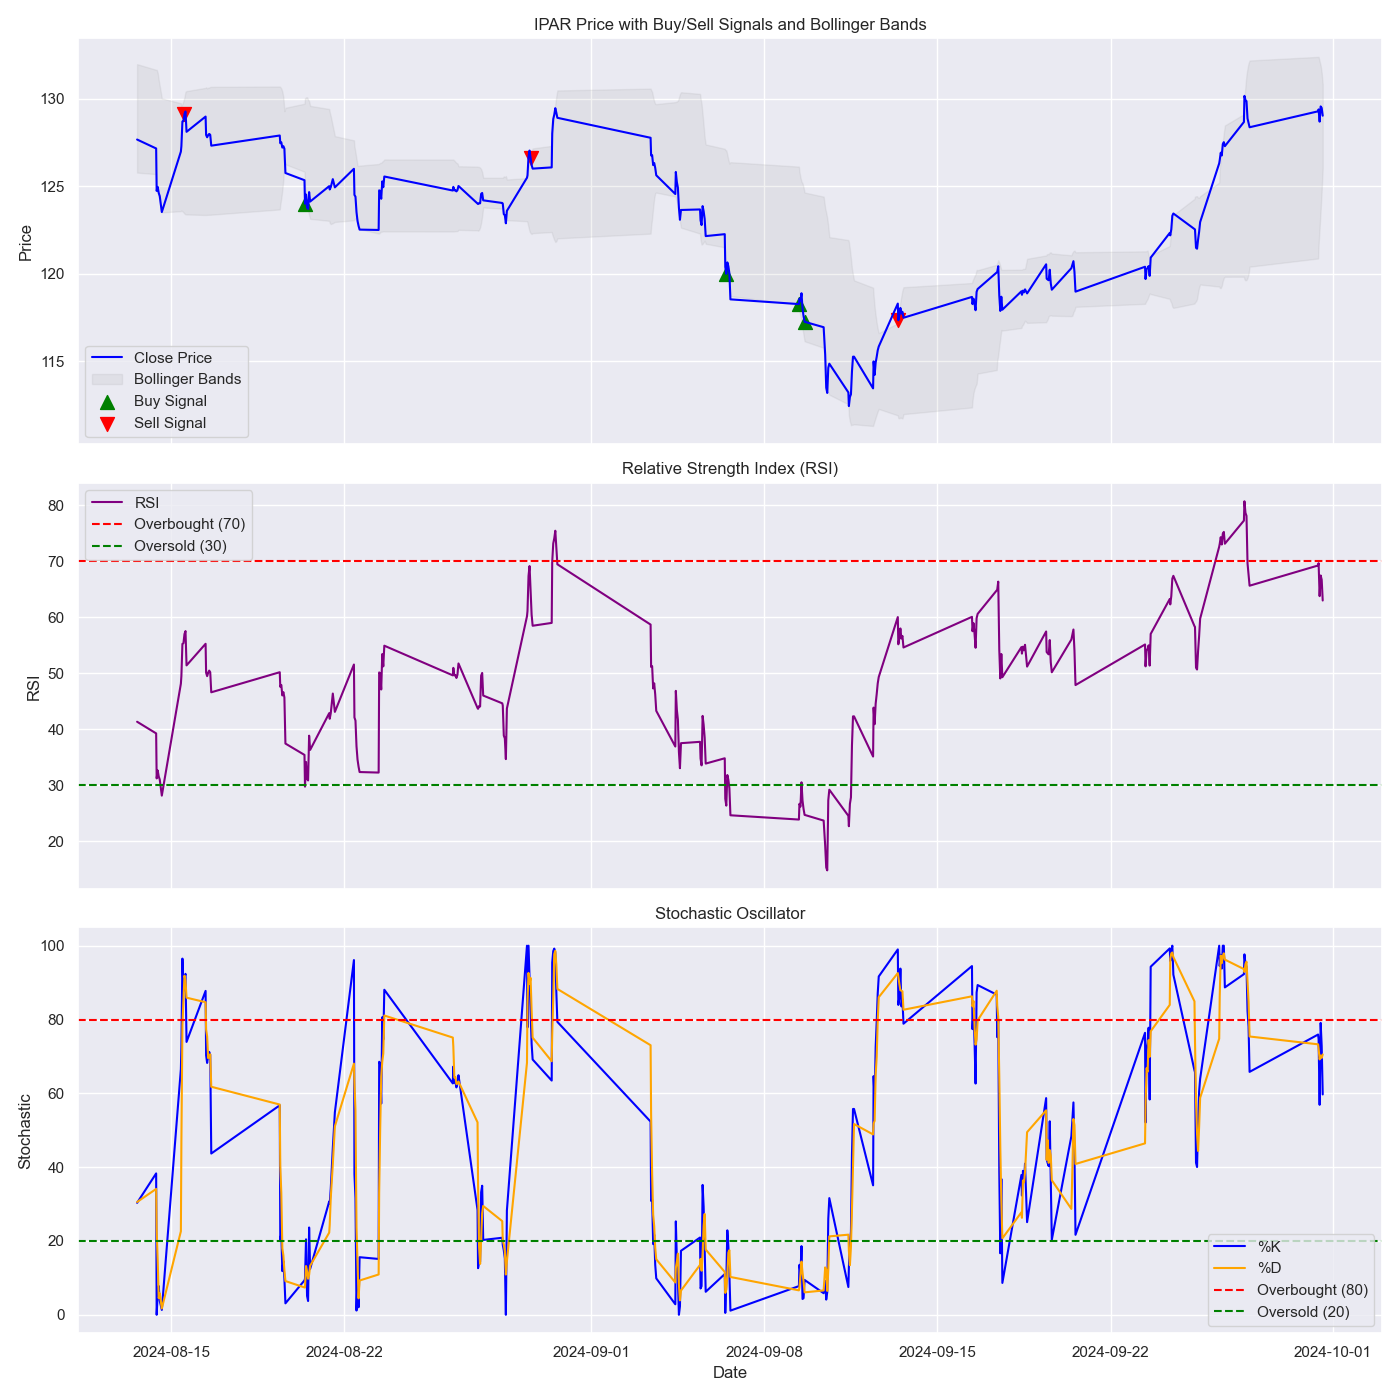 IPAR Price with Buy/Sell Signals and Bollinger Bands
Price
130
125
120
115
Close Price
Bollinger Bands
Buy Signal
Sell Signal
Relative Strength Index (RSI)
RSI
80
70
60
50
40
30
20
RSI
Overbought (70)
Oversold (30)
Stochastic Oscillator
Stochastic
100
80
60
40
20
0
%K
%D
Overbought (80)
Oversold (20)
2024-08-15
2024-08-22
2024-09-01
2024-09-08
2024-09-15
2024-09-22
2024-10-01
Date